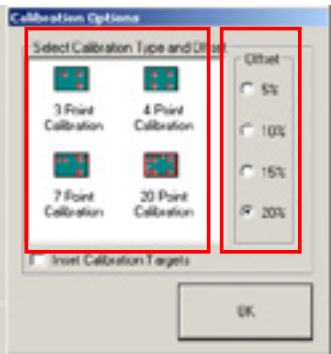 Calibration Options
Select Calibration Type and Offset
3 Point Calibration
4 Point Calibration
7 Point Calibration
20 Point Calibration
Offset
5%
10%
15%
20%
Inset Calibration Targets
OK